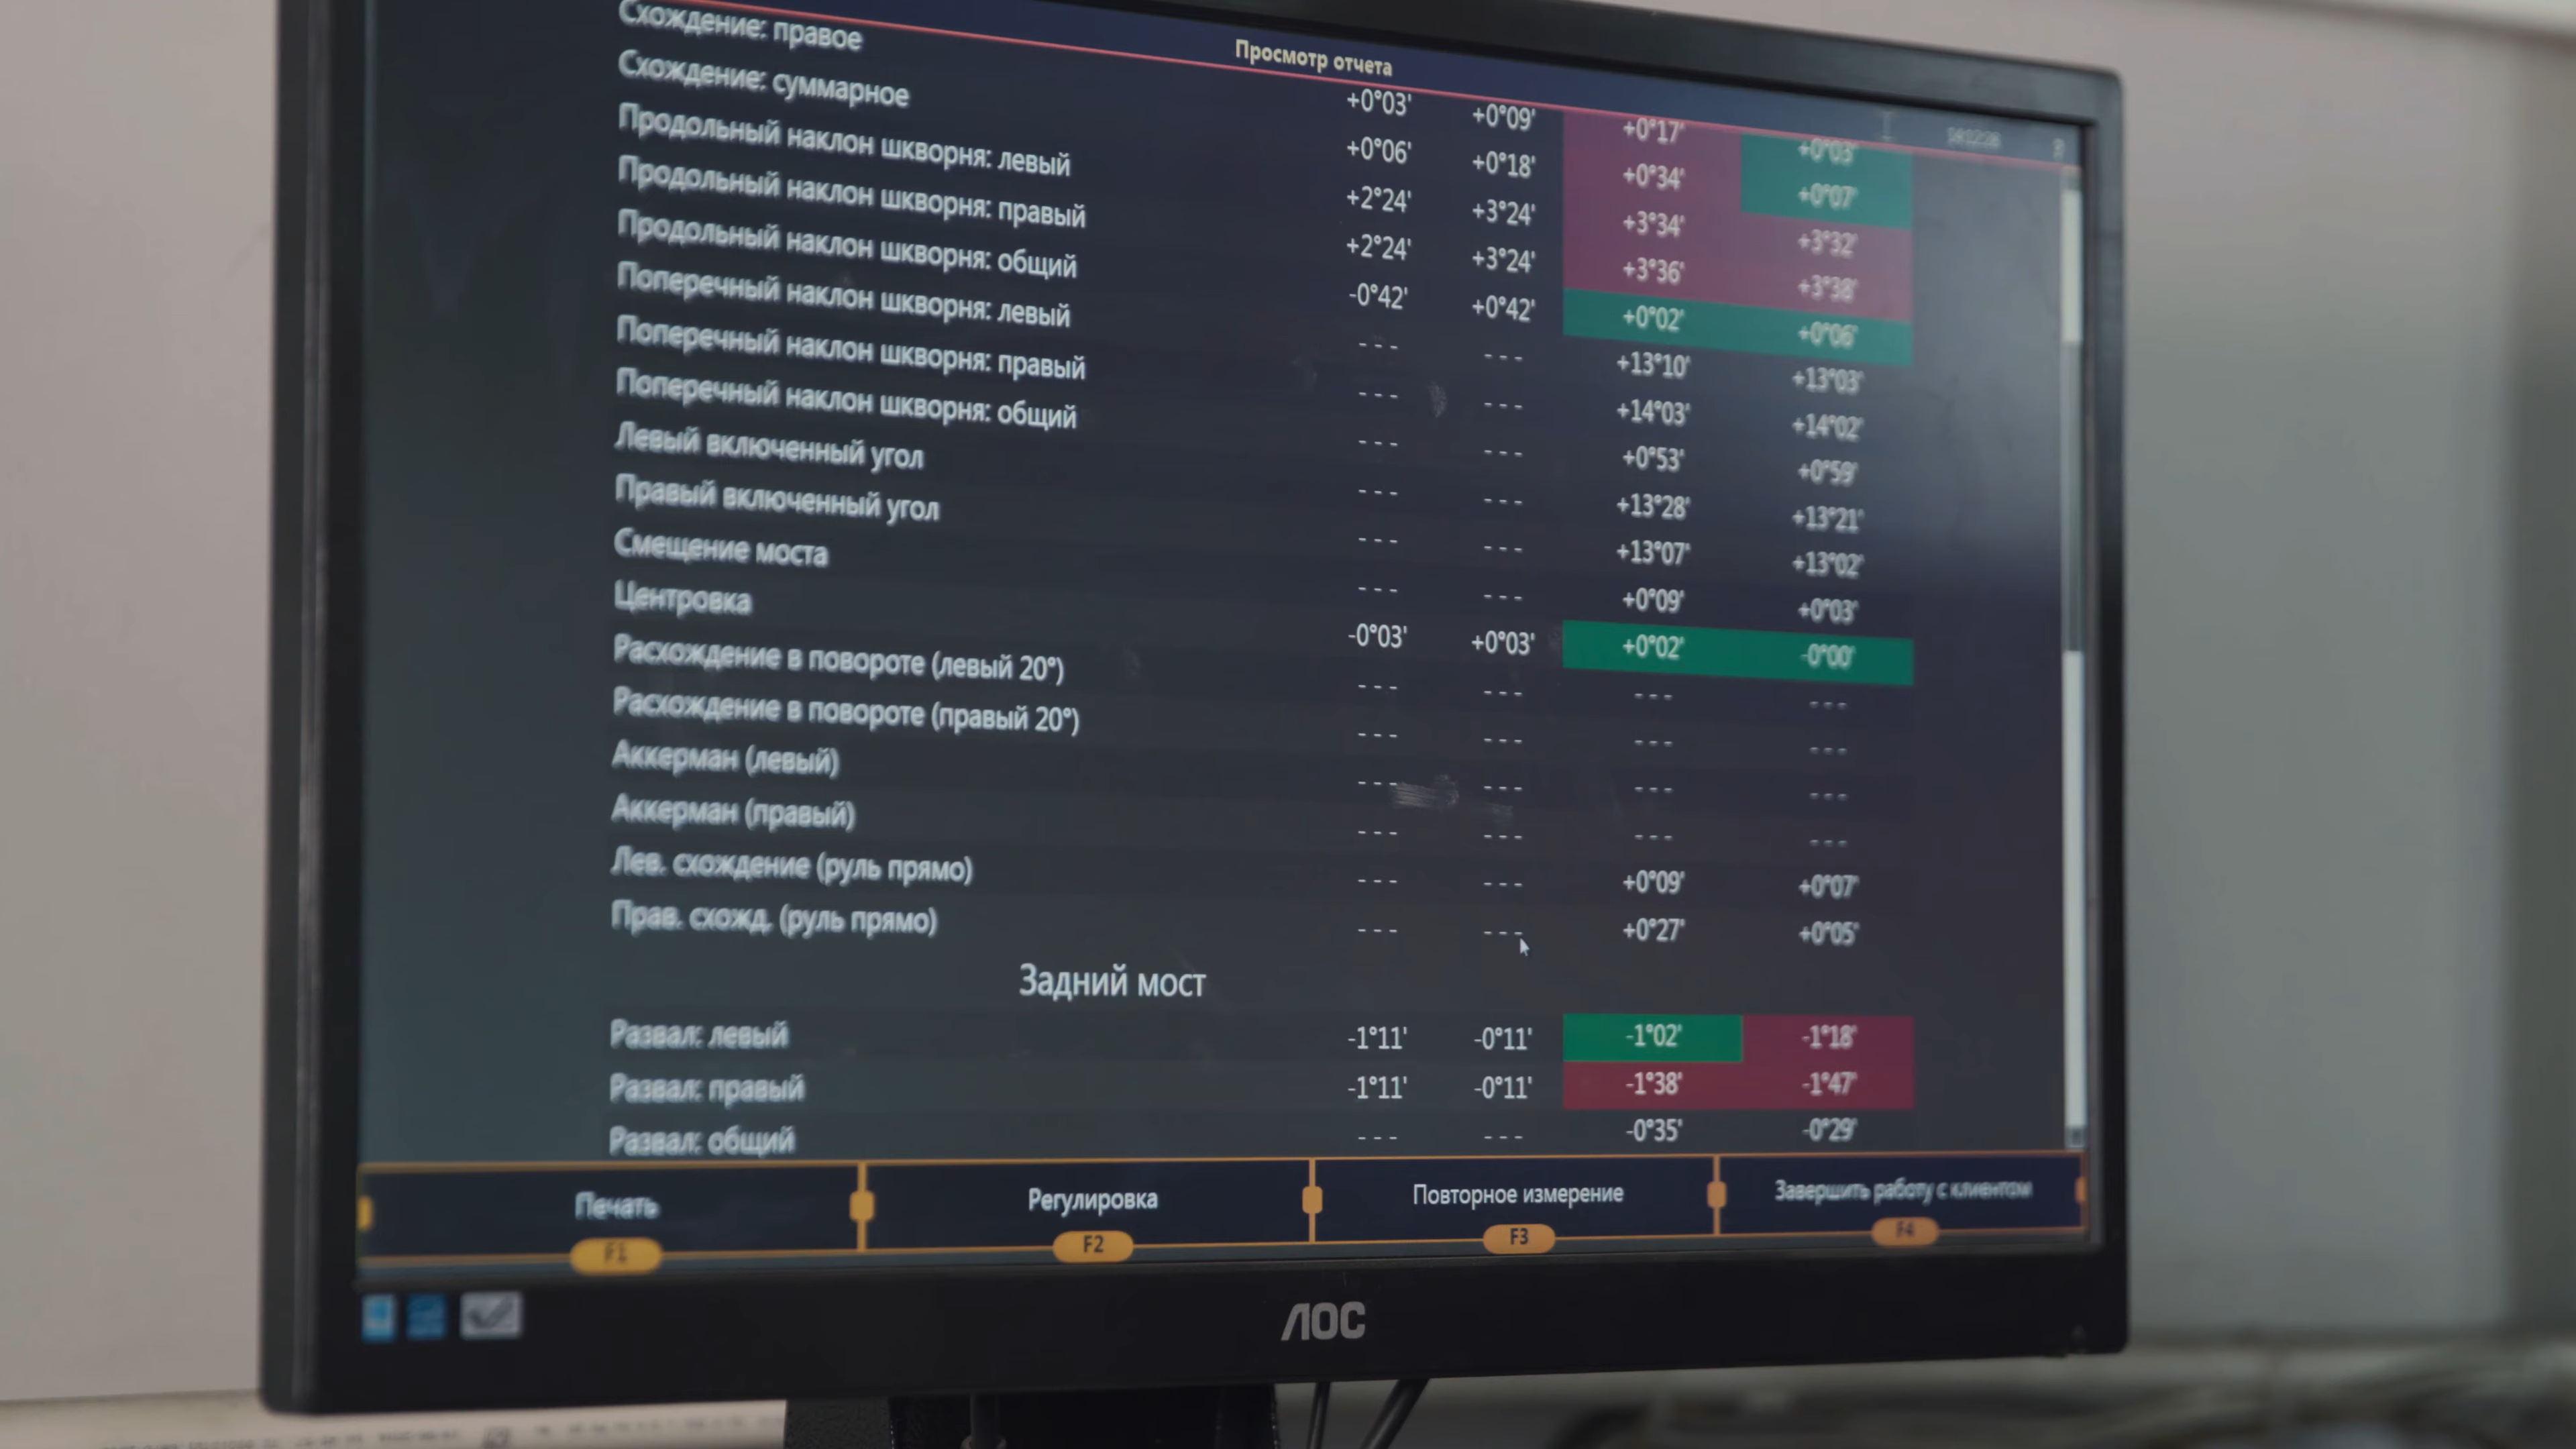 Просмотр отчета
Схождение: правое +0°03' +0°09' +0°17' +0°03'
Схождение: суммарное +0°06' +0°18' +0°34' +0°07'
Продольный наклон шкворня: левый +2°24' +3°24' +3°34' +3°32'
Продольный наклон шкворня: правый +2°24' +3°24' +3°36' +3°38'
Продольный наклон шкворня: общий -0°42' +0°42' +0°02' +0°06'
Поперечный наклон шкворня: левый --- --- +13°10' +13°03'
Поперечный наклон шкворня: правый --- --- +14°03' +14°02'
Поперечный наклон шкворня: общий --- --- +0°53' +0°59'
Левый включенный угол --- --- +13°28' +13°21'
Правый включенный угол --- --- +13°07' +13°02'
Смещение моста --- --- +0°09' +0°03'
Центровка -0°03' +0°03' +0°02' -0°00'
Расхождение в повороте (левый 20°) --- --- --- ---
Расхождение в повороте (правый 20°) --- --- --- ---
Аккерман (левый) --- --- --- ---
Аккерман (правый) --- --- --- ---
Лев. схождение (руль прямо) --- --- +0°09' +0°07'
Прав. схожд. (руль прямо) --- --- +0°27' +0°05'
Задний мост
Развал: левый -1°11' -0°11' -1°02' -1°18'
Развал: правый -1°11' -0°11' -1°38' -1°47'
Развал: общий --- --- -0°35' -0°29'
Печать Регулировка Повторное измерение Завершить работу с клиентом
F1 F2 F3 F4
AOC